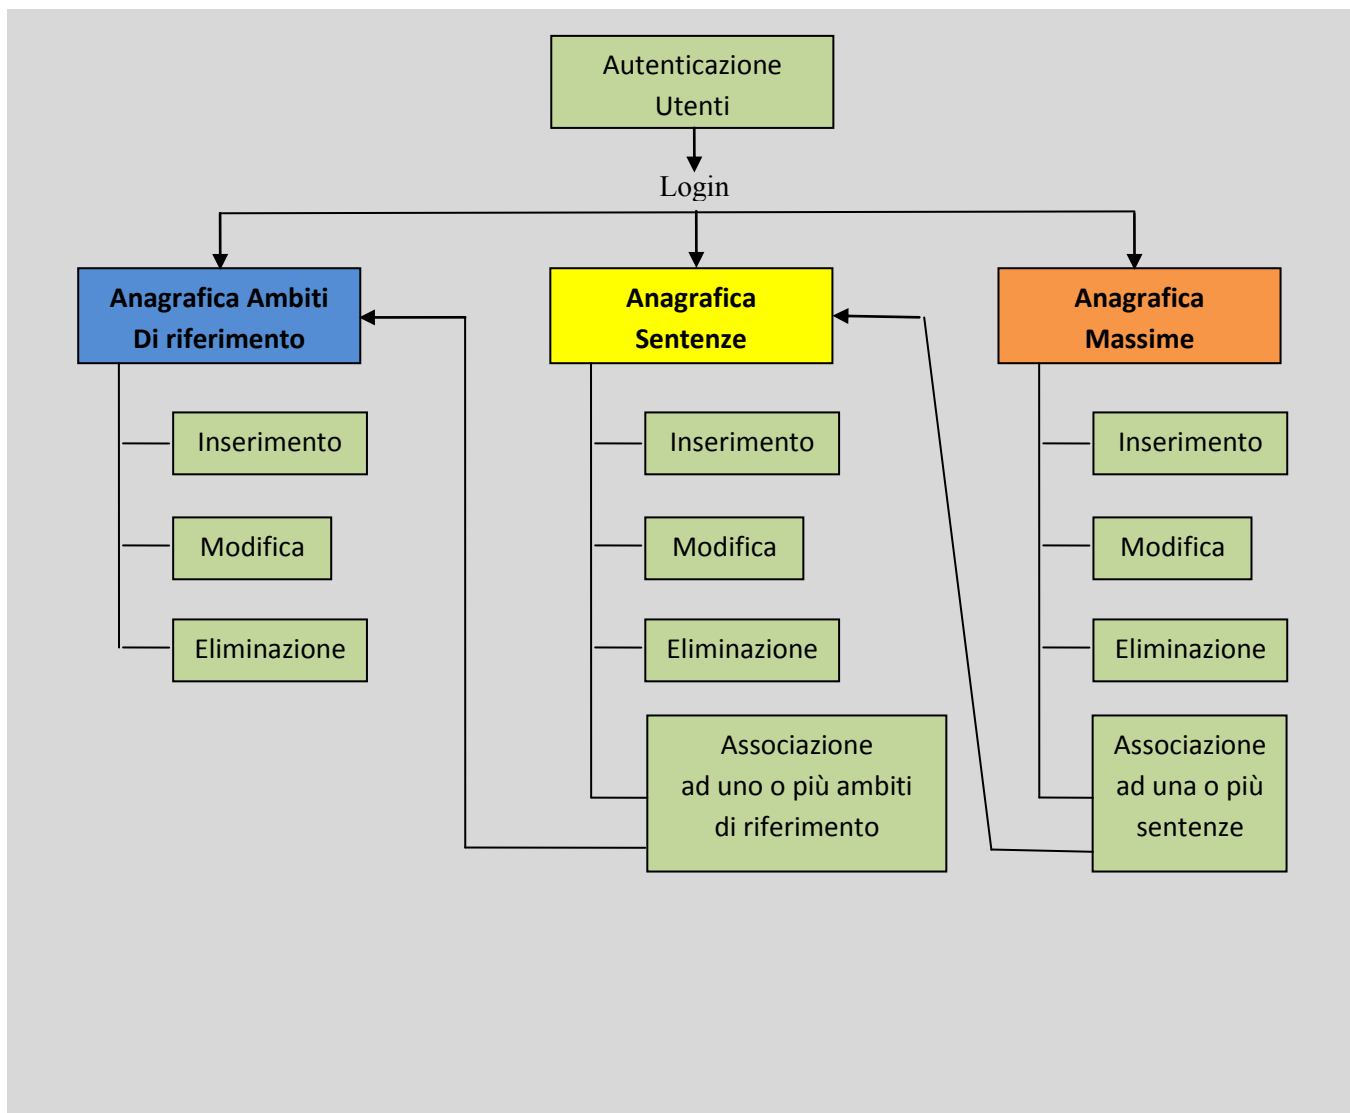 Autenticazione
Utenti
Login
Anagrafica Ambiti
Di riferimento
Inserimento
Modifica
Eliminazione
Anagrafica
Sentenze
Inserimento
Modifica
Eliminazione
Associazione
ad uno o più ambiti
di riferimento
Anagrafica
Massime
Inserimento
Modifica
Eliminazione
Associazione
ad una o più
sentenze